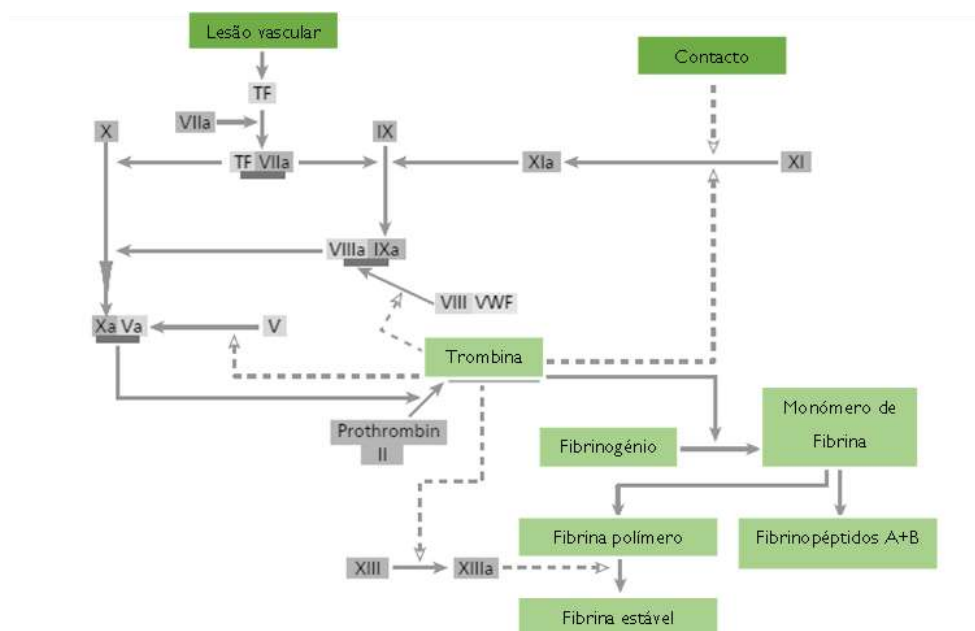 Lesão vascular
Contacto
TF
VIIa
X
IX
TF VIIa
XIa
XI
VIIIa IXa
VIII VWF
Xa Va
V
Trombina
Prothrombin
II
Fibrinogénio
Monómero de
Fibrina
Fibrina polímero
Fibrinopéptidos A+B
XIII
XIIIa
Fibrina estável